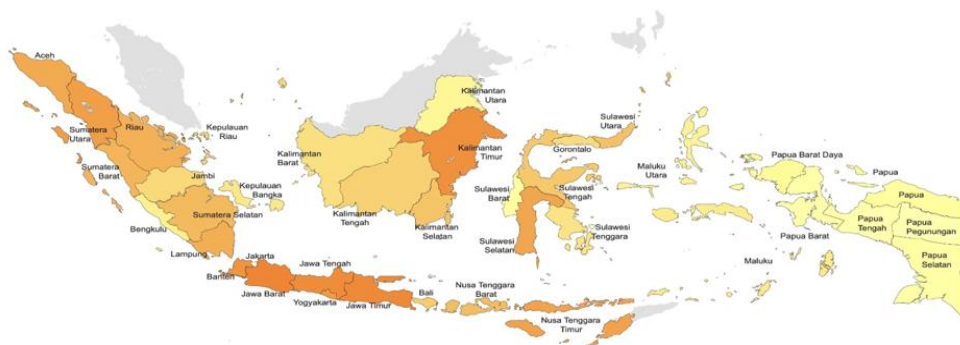 Aceh
Sumatera
Utara
Riau
Kepulauan
Riau
Sumatera
Barat
Jambi
Kepulauan
Bangka
Sumatera Selatan
Bengkulu
Lampung
Jakarta
Banten
Jawa Barat
Jawa Tengah
Yogyakarta
Jawa Timur
Bali
Nusa Tenggara
Barat
Nusa Tenggara
Timur
Kalimantan
Barat
Kalimantan
Tengah
Kalimantan
Selatan
Kalimantan
Timur
Kalimantan
Utara
Sulawesi
Utara
Gorontalo
Sulawesi
Tengah
Sulawesi
Barat
Sulawesi
Selatan
Sulawesi
Tenggara
Maluku
Utara
Maluku
Papua Barat Daya
Papua Barat
Papua
Papua
Papua
Tengah
Papua
Pegunungan
Papua
Selatan